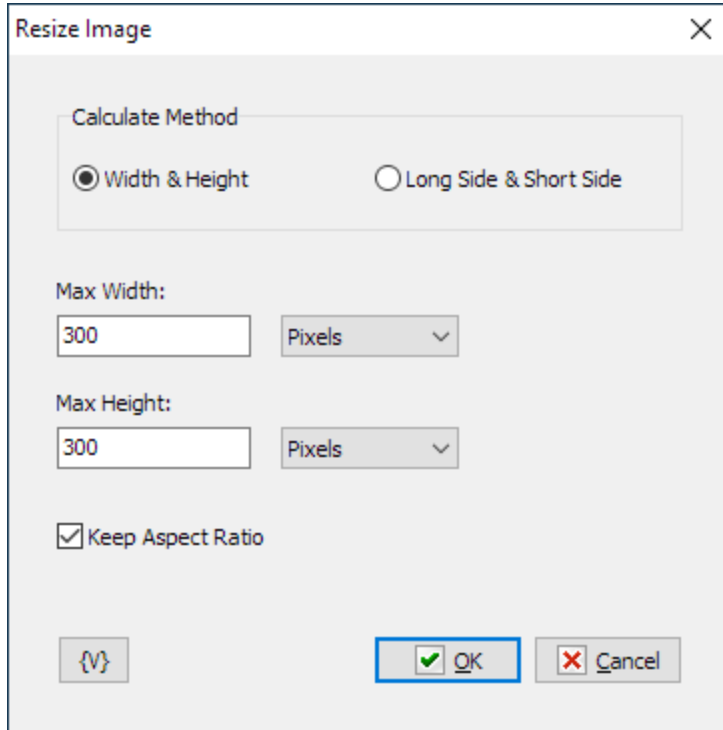 Resize Image
Calculate Method
Width & Height
Long Side & Short Side
Max Width:
300
Pixels
Max Height:
300
Pixels
Keep Aspect Ratio
{V}
OK
Cancel